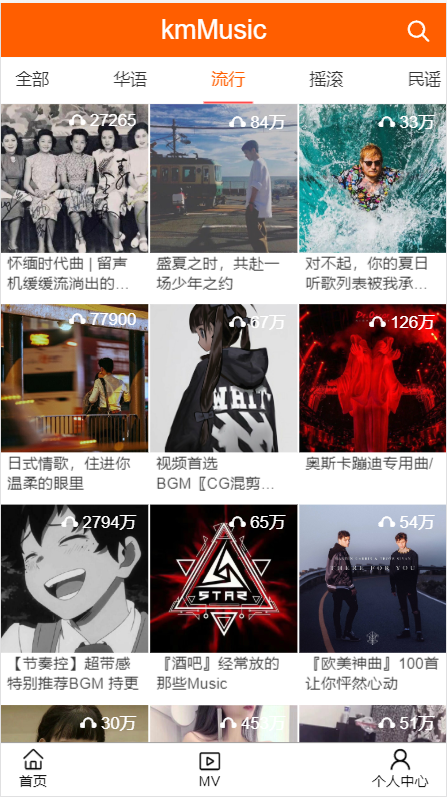 kmMusic
全部 华语 流行 摇滚 民谣
27265 84万 33万
怀缅时代曲 | 留声
机缓缓流淌出的...
盛夏之时，共赴一
场少年之约
对不起，你的夏日
听歌列表被我承...
77900 67万 126万
日式情歌，住进你
温柔的眼里
视频首选
BGM〖CG混剪...
奥斯卡蹦迪专用曲/
WHITE
2794万 65万 54万
STAZ
THERE FOR YOU
【节奏控】超带感
特别推荐BGM 持更
『酒吧』经常放的
那些Music
『欧美神曲』100首
让你怦然心动
30万 51万
首页 MV 个人中心